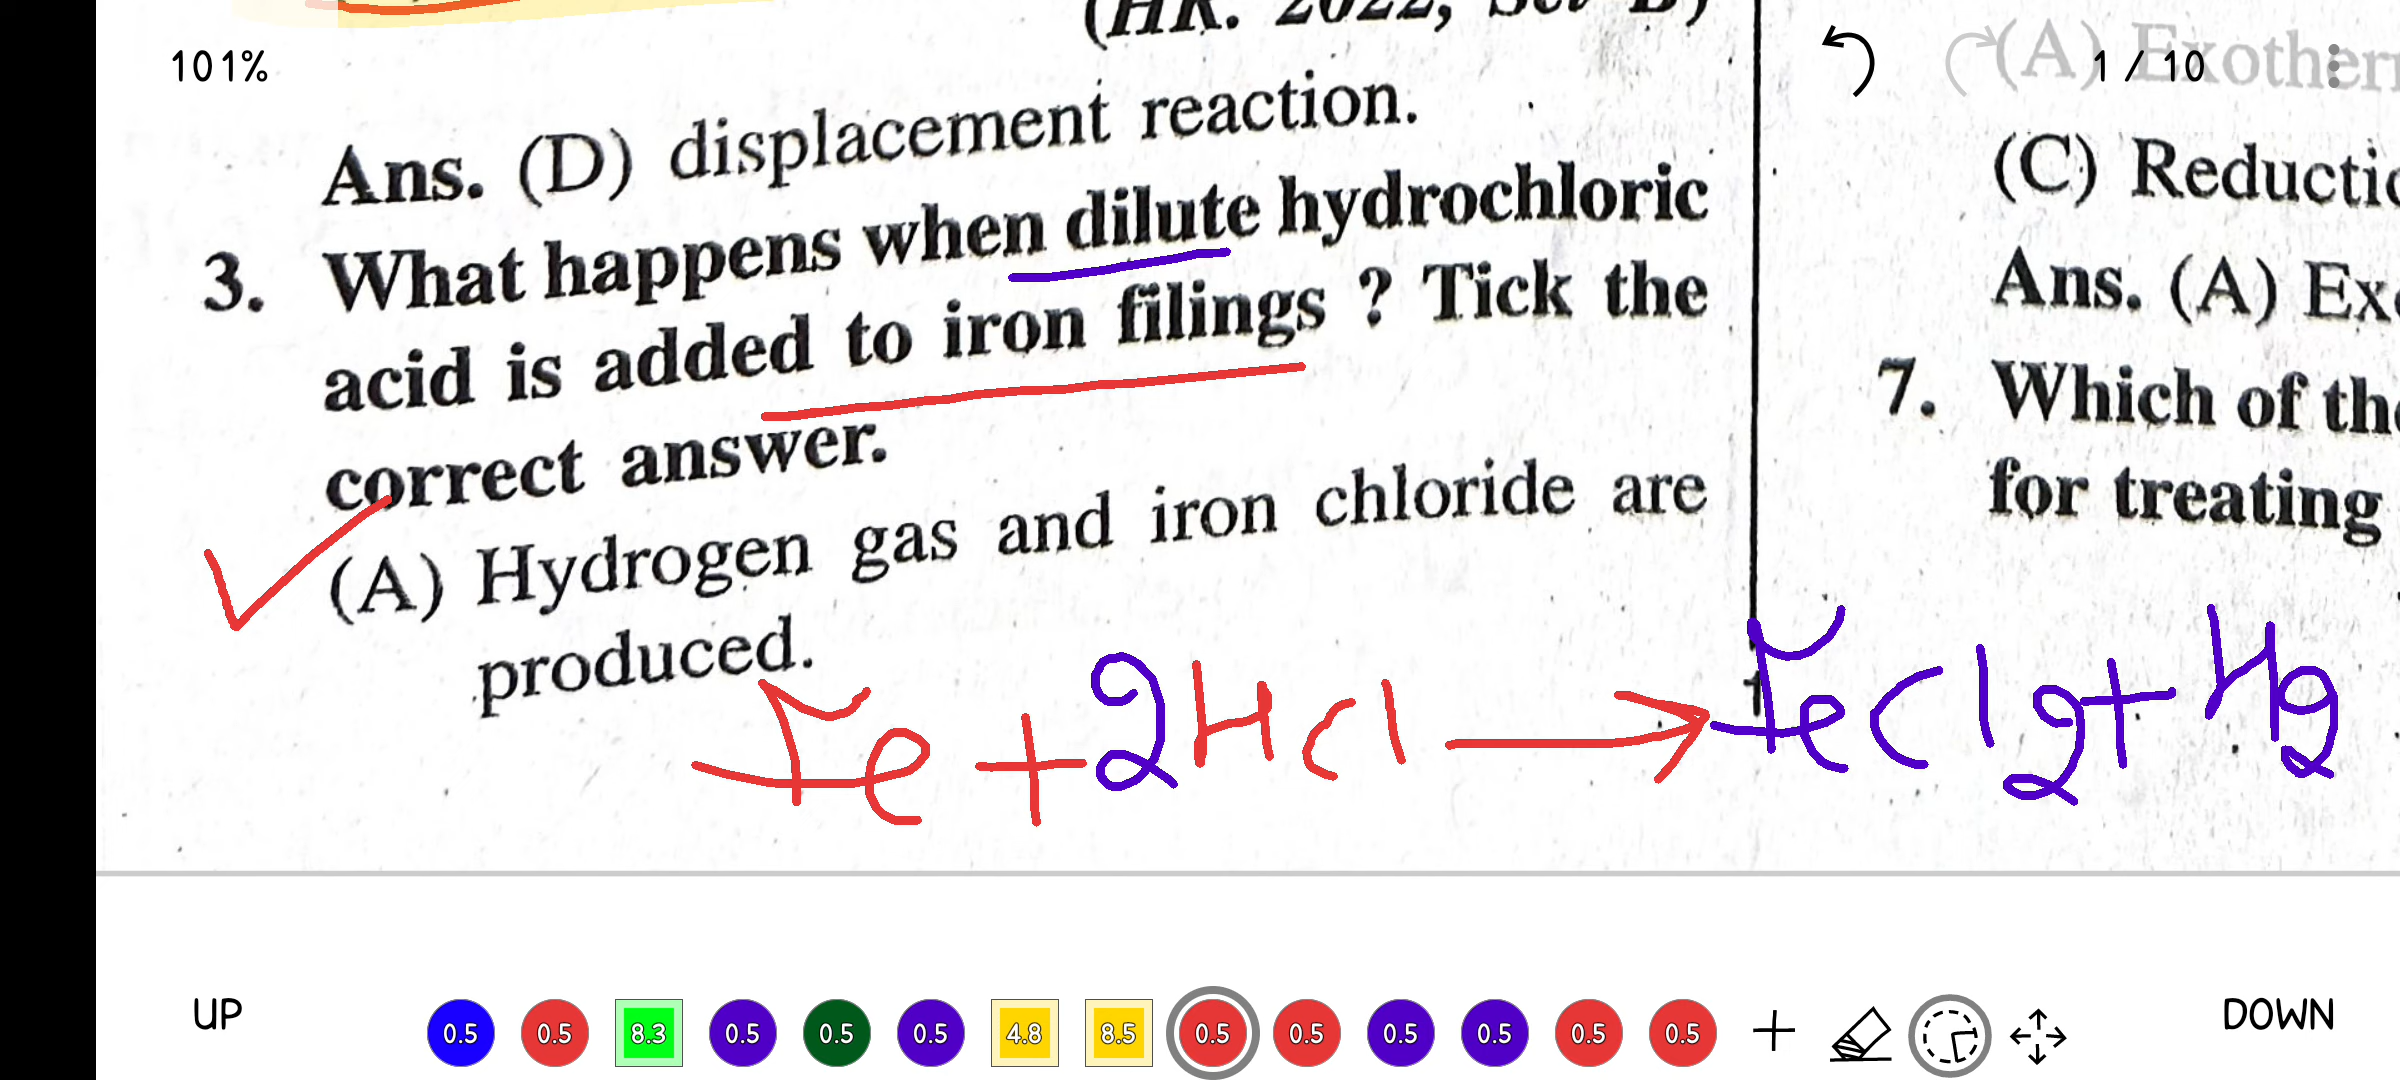 (HR. 2022, Set B)
101%
1 / 10
Ans. (D) displacement reaction.
3. What happens when dilute hydrochloric
acid is added to iron filings ? Tick the
correct answer.
(A) Hydrogen gas and iron chloride are
produced.
Fe + 2HCl → FeCl2 + H2
(A) Exotherm
(C) Reductio
Ans. (A) Exo
7. Which of the
for treating
UP
0.5 0.5 8.3 0.5 0.5 0.5 4.8 8.5 0.5 0.5 0.5 0.5 0.5 0.5 +
DOWN